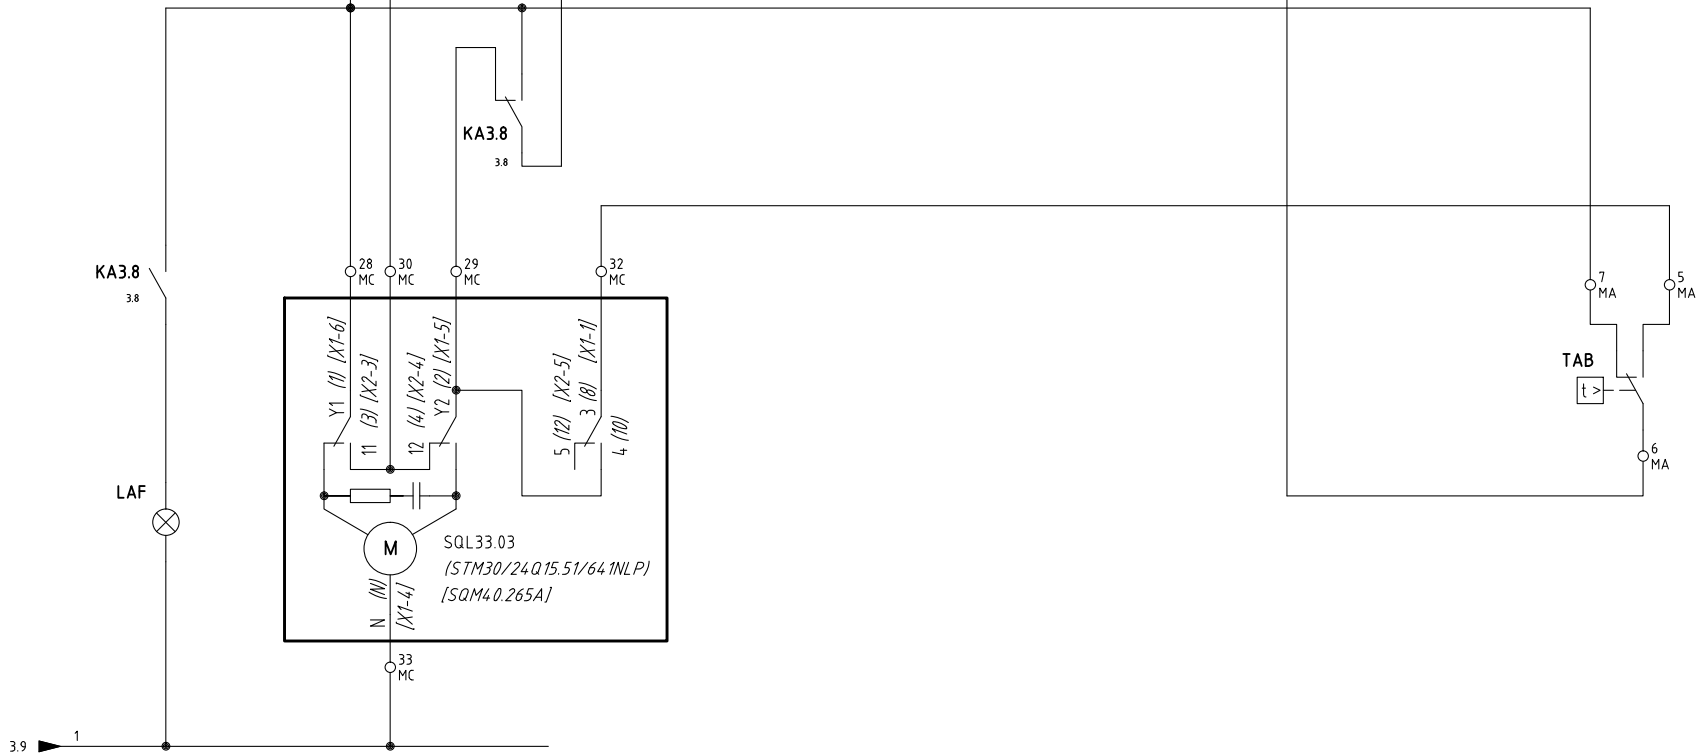 KA3.8
3.8
KA3.8
3.8
28
MC
30
MC
29
MC
32
MC
7
MA
5
MA
Y1 (1) [X1-6]
11 (3) [X2-3]
12 (4) [X2-4]
Y2 (2) [X1-5]
5 (12) [X2-5]
3 (8) [X1-1]
4 (10)
TAB
t >
6
MA
LAF
M
SQL33.03
(STM30/24Q15.51/641NLP)
[SQM40.265A]
N (N)
[X1-4]
33
MC
3.9
1